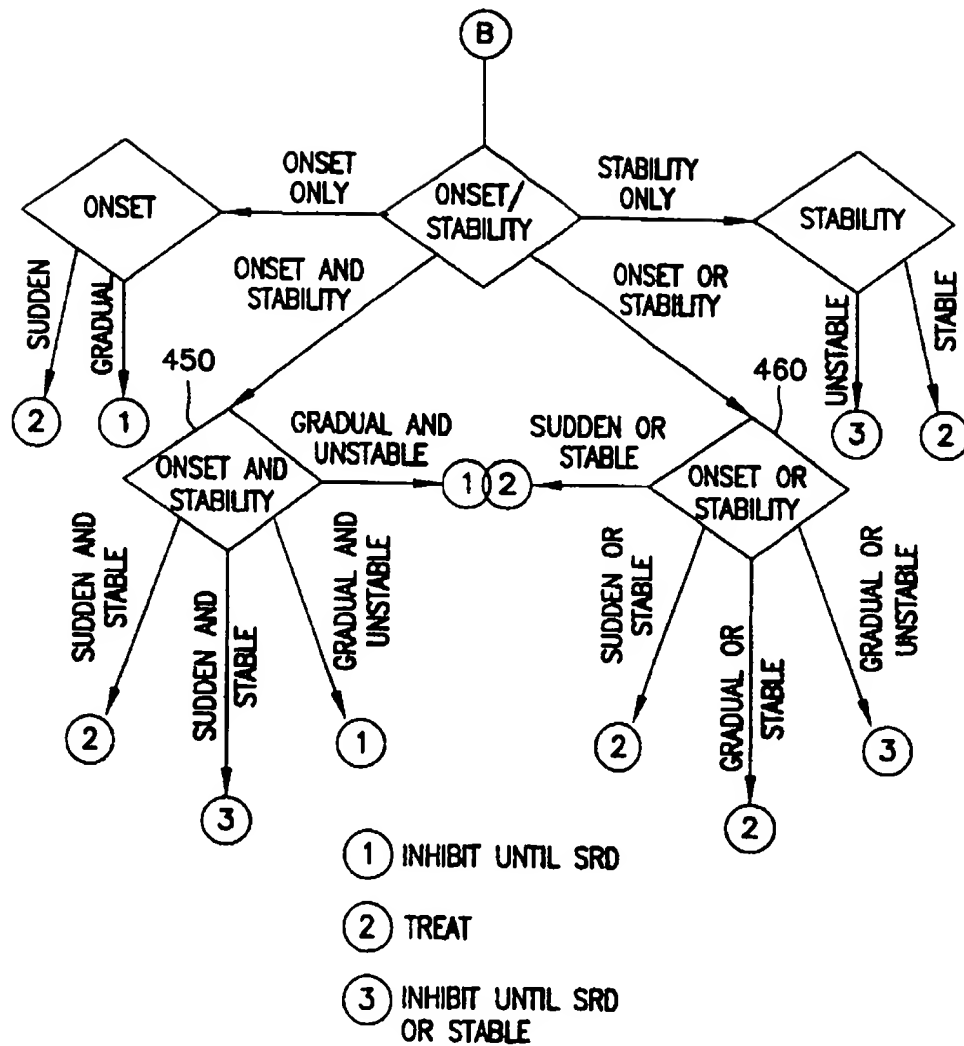 B
ONSET
ONLY
STABILITY
ONLY
ONSET
ONSET/
STABILITY
STABILITY
SUDDEN
GRADUAL
ONSET AND
STABILITY
ONSET OR
STABILITY
UNSTABLE
STABLE
2
1
450
460
3
2
GRADUAL AND
UNSTABLE
SUDDEN OR
STABLE
ONSET AND
STABILITY
1
2
ONSET OR
STABILITY
SUDDEN AND
STABLE
SUDDEN AND
STABLE
GRADUAL AND
UNSTABLE
SUDDEN OR
STABLE
GRADUAL OR
STABLE
GRADUAL OR
UNSTABLE
2
3
1
2
2
3
1 INHIBIT UNTIL SRD
2 TREAT
3 INHIBIT UNTIL SRD
OR STABLE